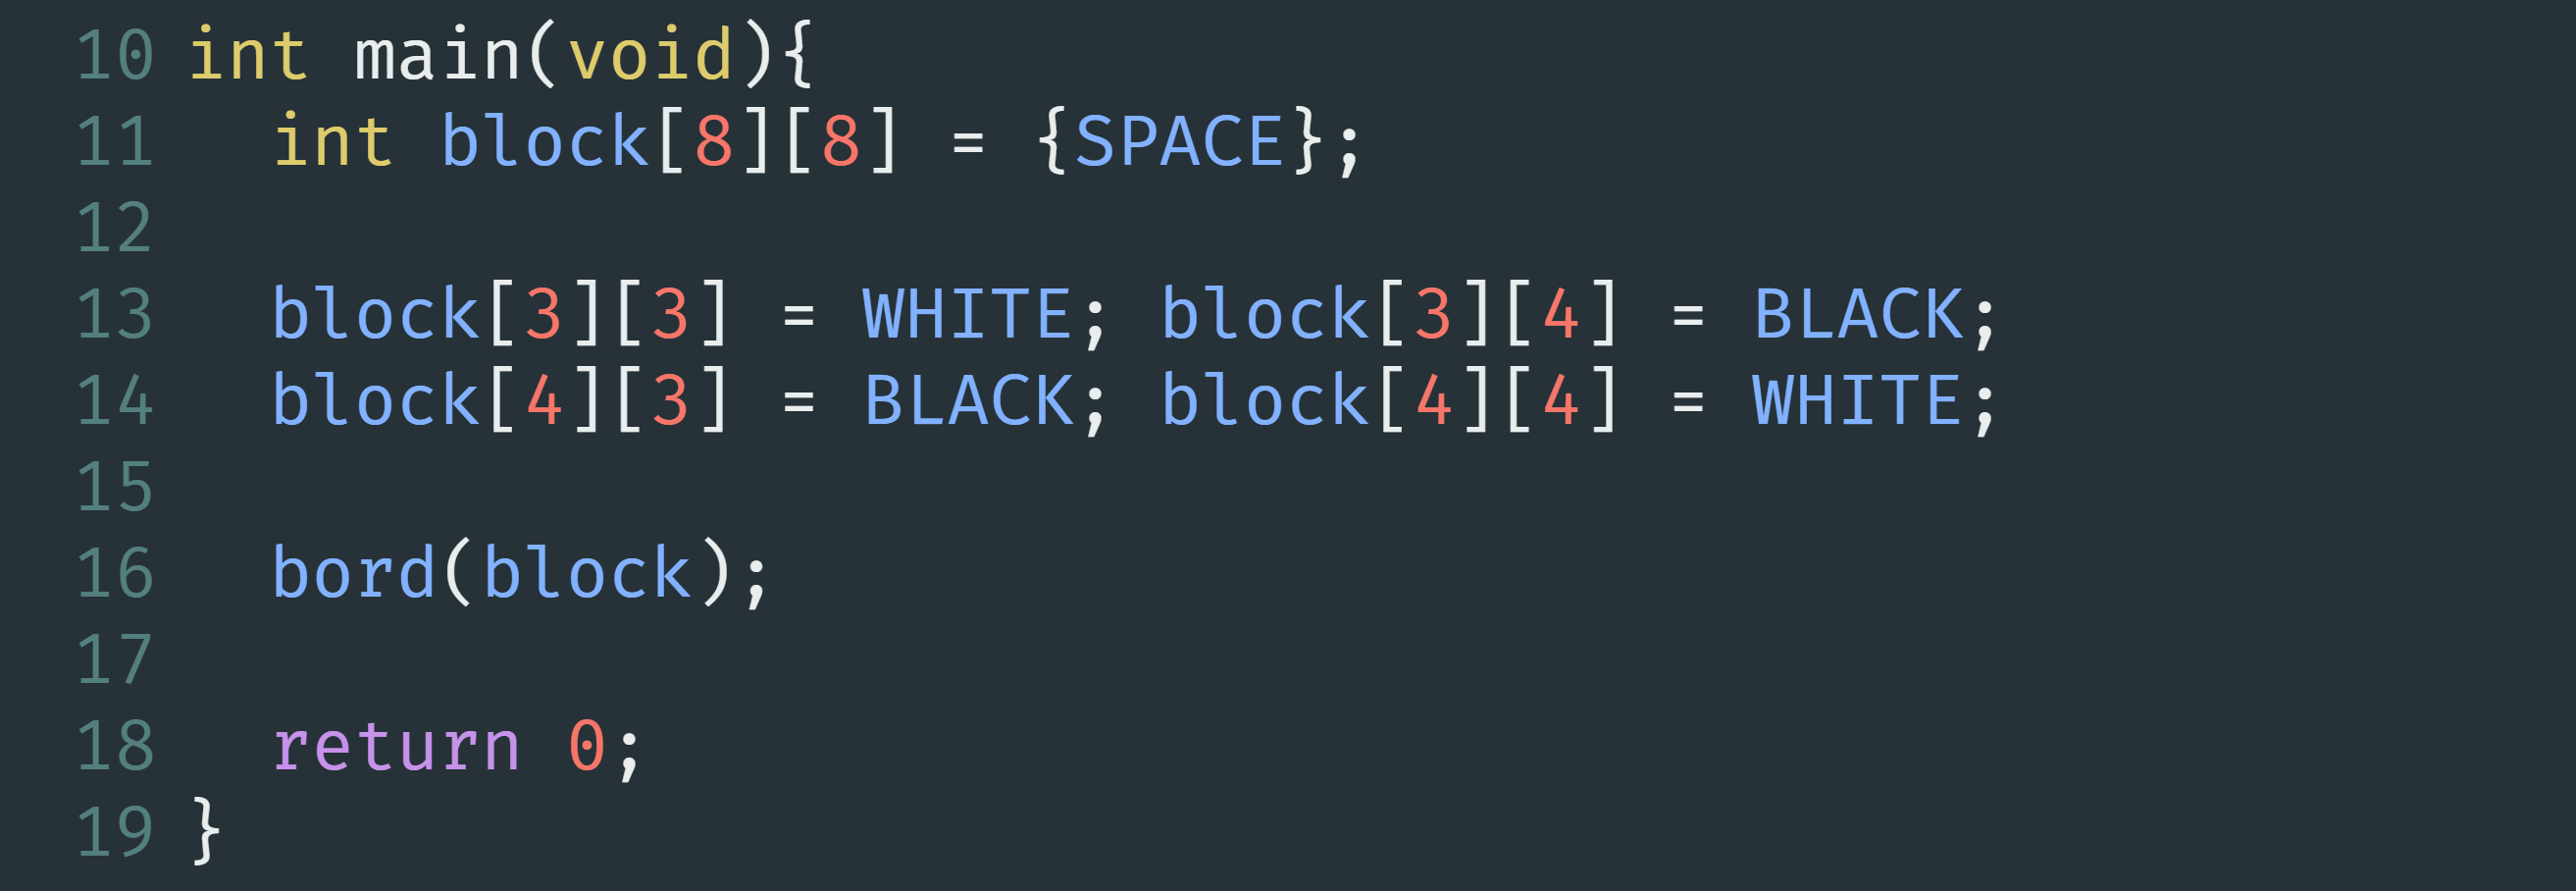 10 int main(void){
11   int block[8][8] = {SPACE};
12
13   block[3][3] = WHITE; block[3][4] = BLACK;
14   block[4][3] = BLACK; block[4][4] = WHITE;
15
16   bord(block);
17
18   return 0;
19 }